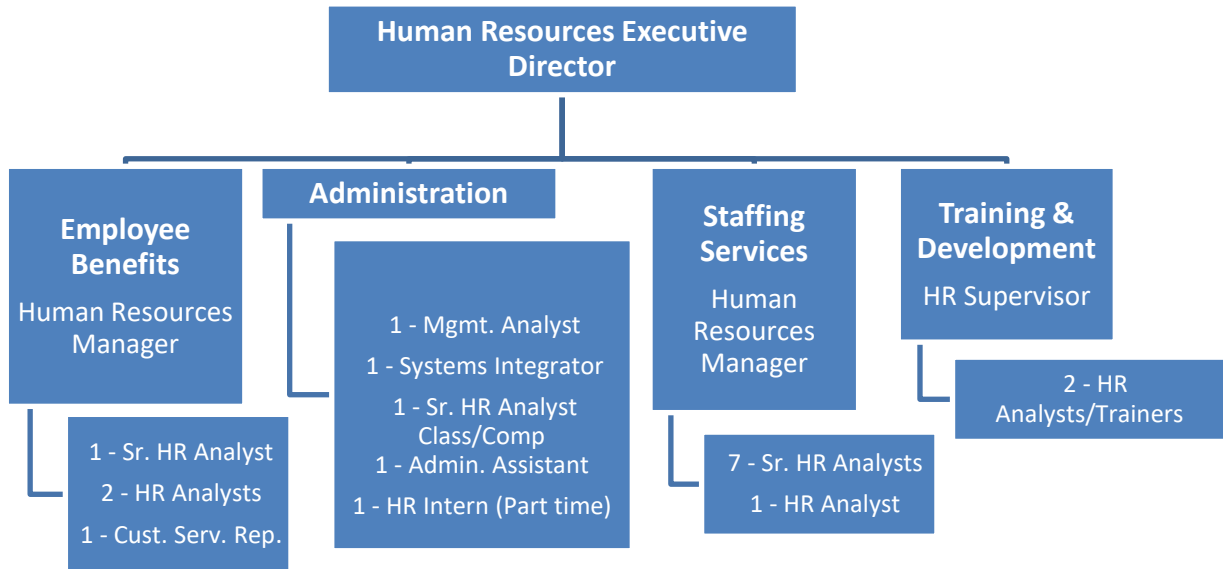 Human Resources Executive
Director
Employee
Benefits
Human Resources
Manager
1 - Sr. HR Analyst
2 - HR Analysts
1 - Cust. Serv. Rep.
Administration
1 - Mgmt. Analyst
1 - Systems Integrator
1 - Sr. HR Analyst
Class/Comp
1 - Admin. Assistant
1 - HR Intern (Part time)
Staffing
Services
Human
Resources
Manager
7 - Sr. HR Analysts
1 - HR Analyst
Training &
Development
HR Supervisor
2 - HR
Analysts/Trainers